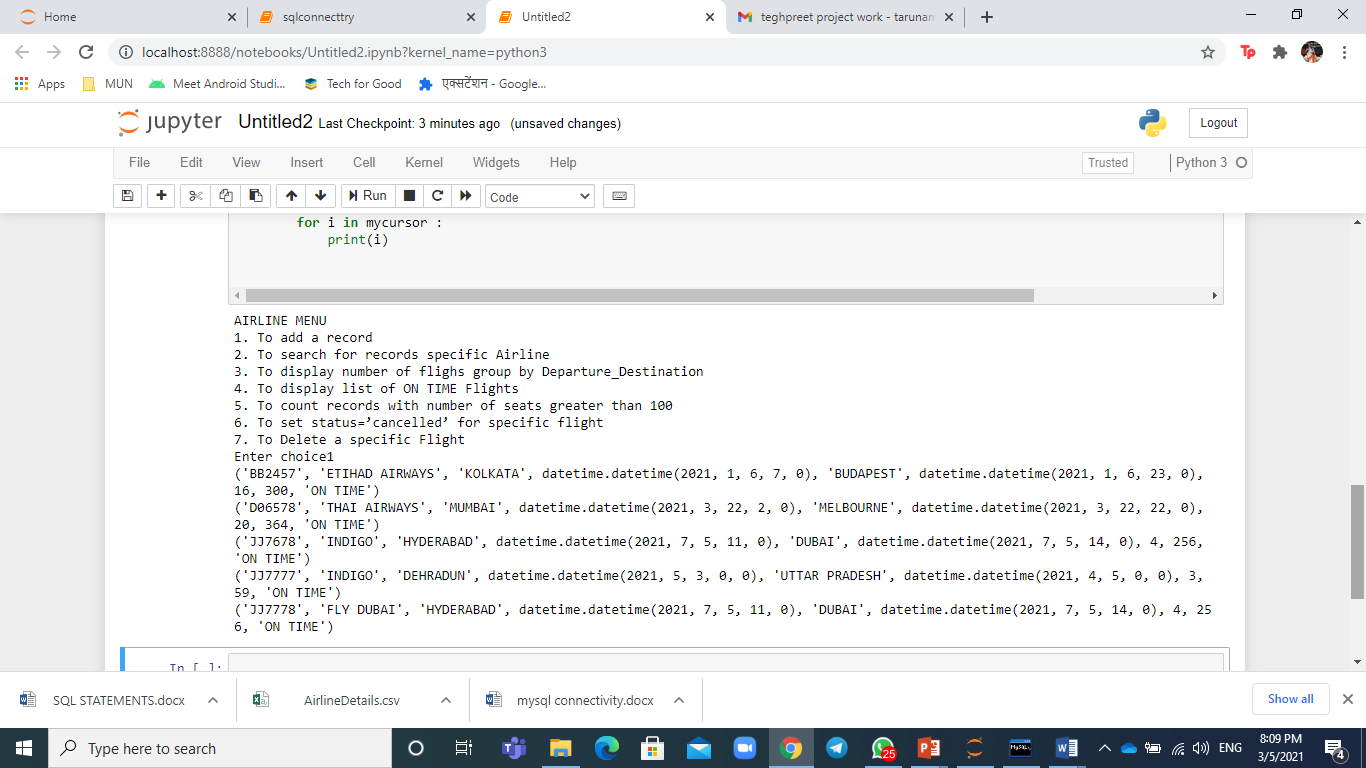 Home
sqlconnecttry
Untitled2
teghpreet project work - tarunam
localhost:8888/notebooks/Untitled2.ipynb?kernel_name=python3
Apps
MUN
Meet Android Studi...
Tech for Good
एक्सटेंशन - Google...
jupyter Untitled2 Last Checkpoint: 3 minutes ago (unsaved changes)
Logout
File Edit View Insert Cell Kernel Widgets Help
Trusted
Python 3
Run
Code
for i in mycursor :
print(i)
AIRLINE MENU
1. To add a record
2. To search for records specific Airline
3. To display number of flighs group by Departure_Destination
4. To display list of ON TIME Flights
5. To count records with number of seats greater than 100
6. To set status=’cancelled’ for specific flight
7. To Delete a specific Flight
Enter choice1
('BB2457', 'ETIHAD AIRWAYS', 'KOLKATA', datetime.datetime(2021, 1, 6, 7, 0), 'BUDAPEST', datetime.datetime(2021, 1, 6, 23, 0),
16, 300, 'ON TIME')
('D06578', 'THAI AIRWAYS', 'MUMBAI', datetime.datetime(2021, 3, 22, 2, 0), 'MELBOURNE', datetime.datetime(2021, 3, 22, 22, 0),
20, 364, 'ON TIME')
('JJ7678', 'INDIGO', 'HYDERABAD', datetime.datetime(2021, 7, 5, 11, 0), 'DUBAI', datetime.datetime(2021, 7, 5, 14, 0), 4, 256,
'ON TIME')
('JJ7777', 'INDIGO', 'DEHRADUN', datetime.datetime(2021, 5, 3, 0, 0), 'UTTAR PRADESH', datetime.datetime(2021, 4, 5, 0, 0), 3,
59, 'ON TIME')
('JJ7778', 'FLY DUBAI', 'HYDERABAD', datetime.datetime(2021, 7, 5, 11, 0), 'DUBAI', datetime.datetime(2021, 7, 5, 14, 0), 4, 25
6, 'ON TIME')
In [ ]:
SQL STATEMENTS.docx
AirlineDetails.csv
mysql connectivity.docx
Show all
Type here to search
25
MySQL
ENG
8:09 PM
3/5/2021
4